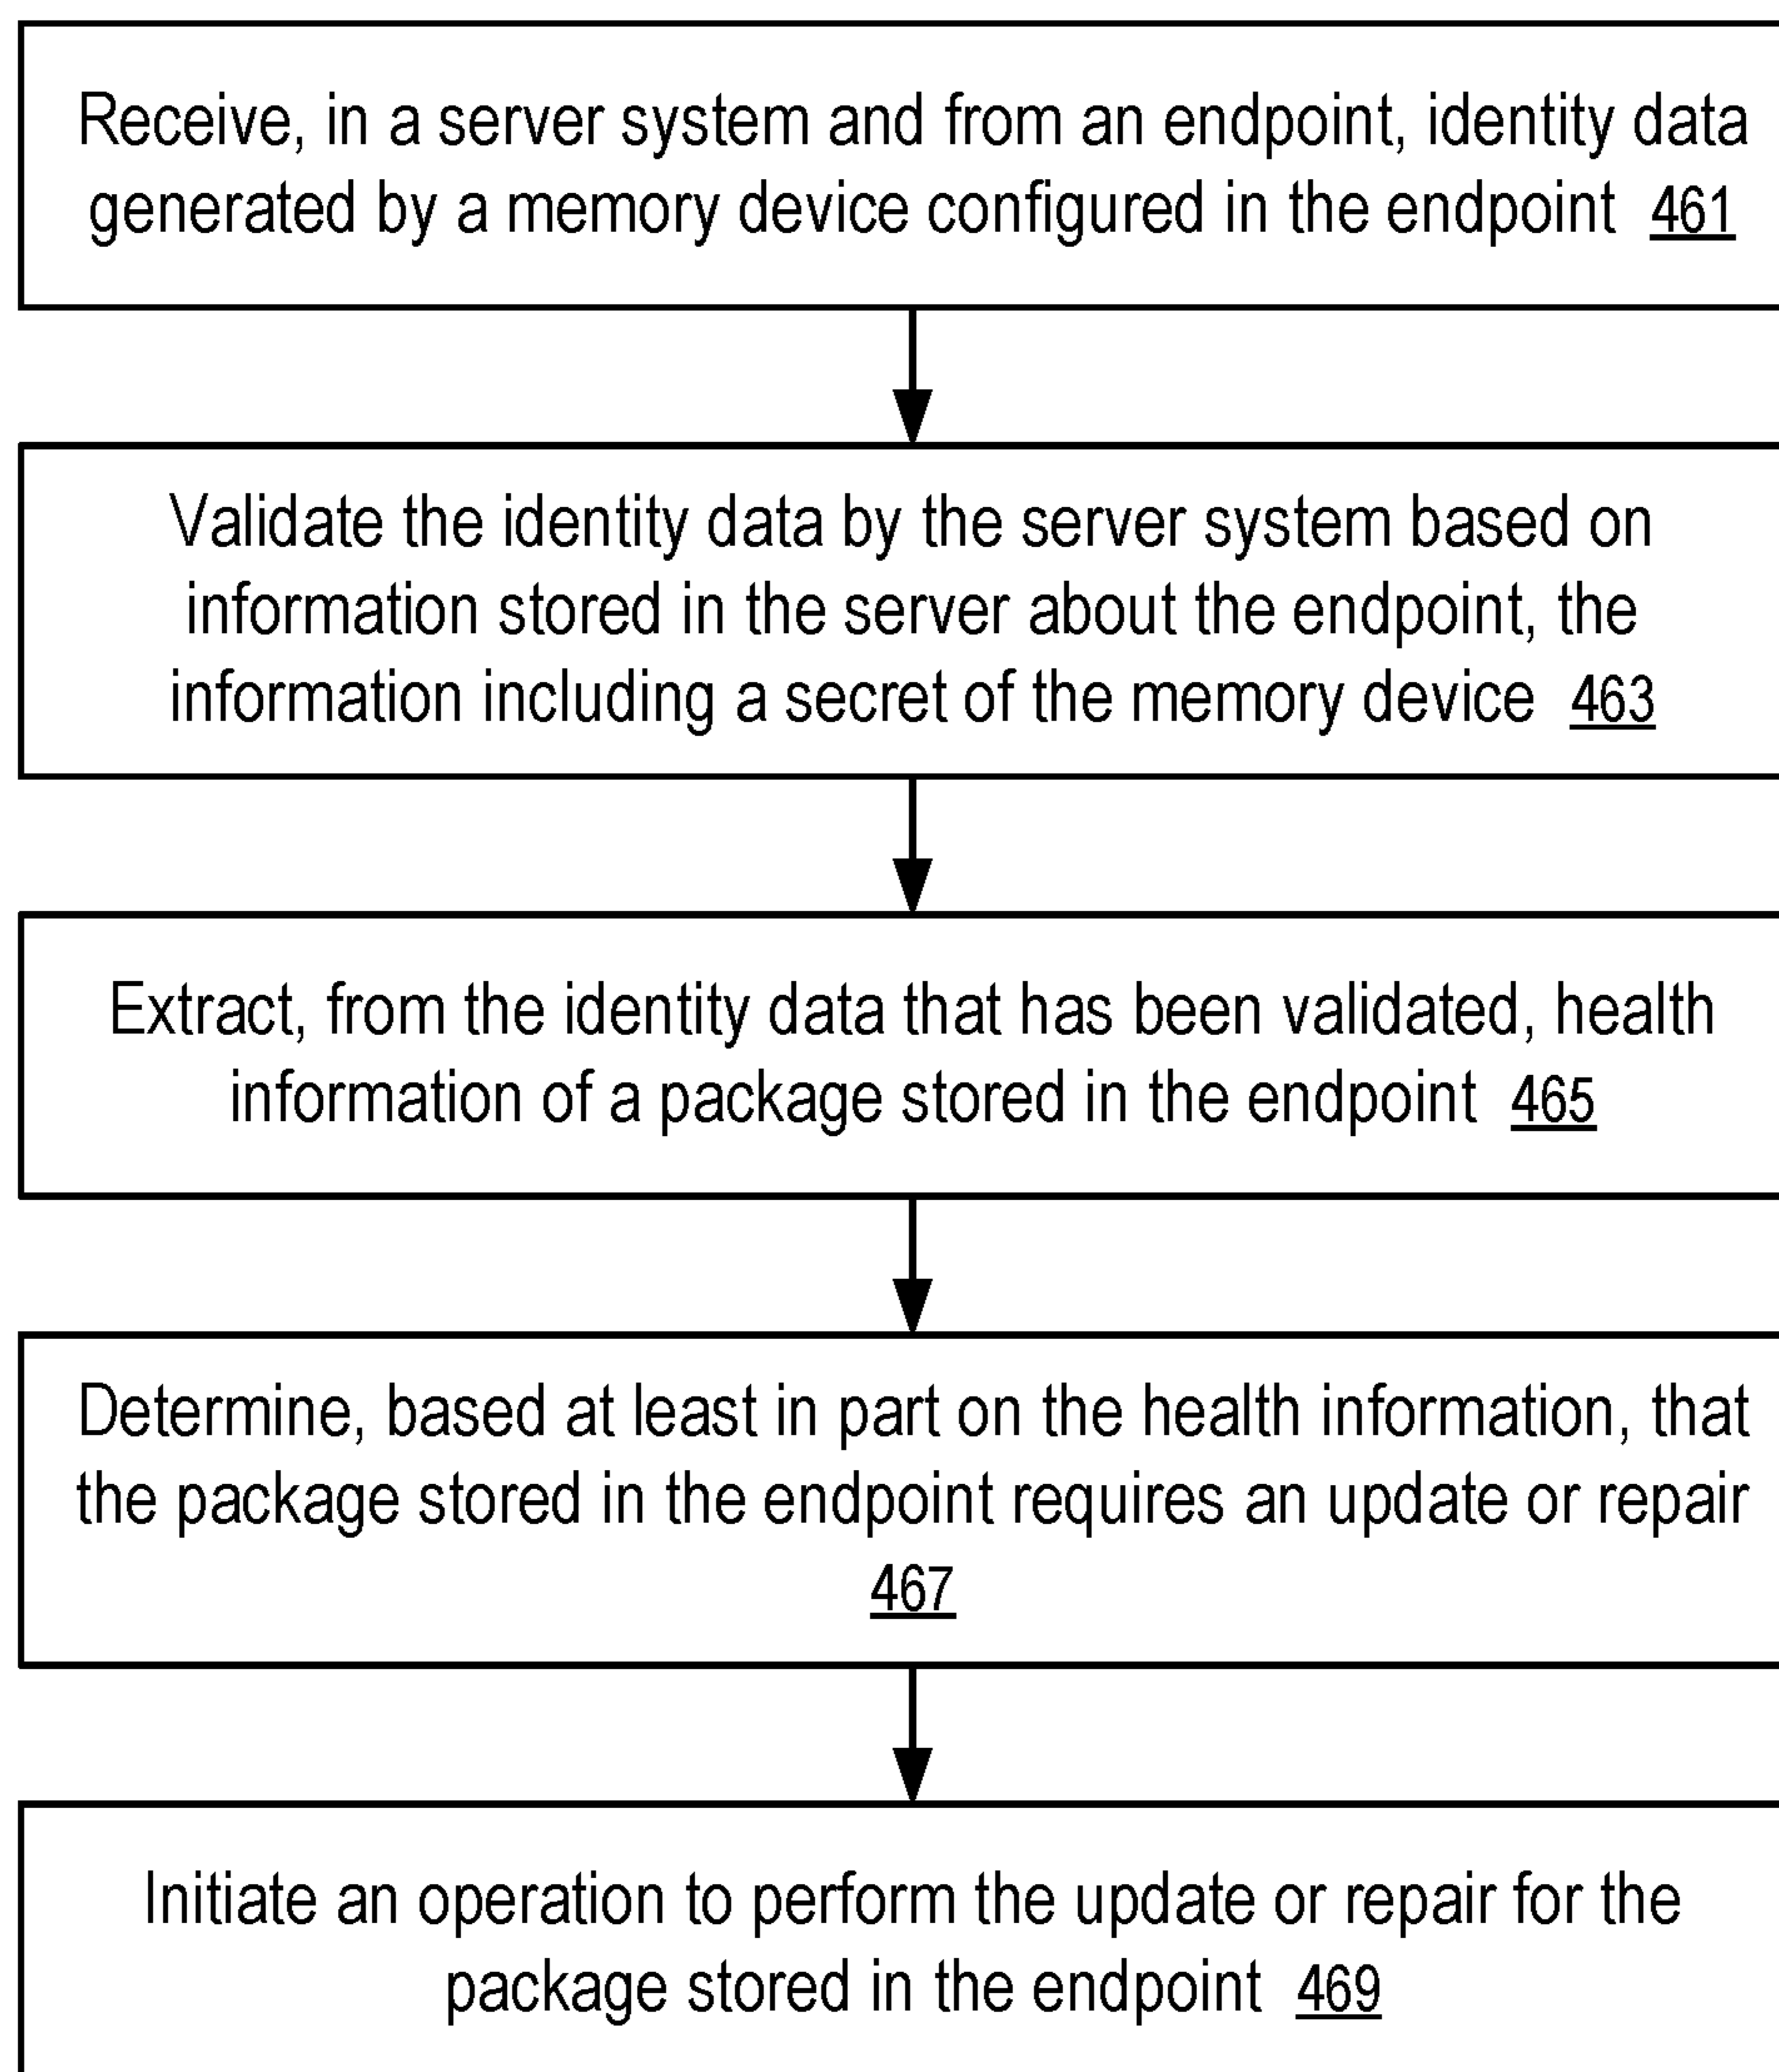 Receive, in a server system and from an endpoint, identity data
generated by a memory device configured in the endpoint 461
Validate the identity data by the server system based on
information stored in the server about the endpoint, the
information including a secret of the memory device 463
Extract, from the identity data that has been validated, health
information of a package stored in the endpoint 465
Determine, based at least in part on the health information, that
the package stored in the endpoint requires an update or repair
467
Initiate an operation to perform the update or repair for the
package stored in the endpoint 469